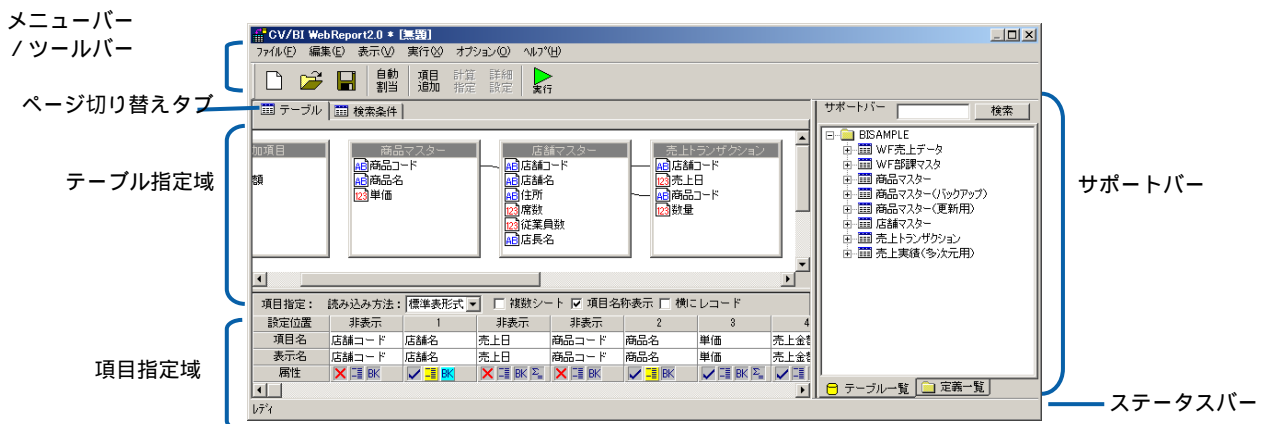 メニューバー
/ツールバー
ページ切り替えタブ
テーブル指定域
項目指定域
サポートバー
ステータスバー
CV/BI WebReport2.0 * [無題]
ファイル(F) 編集(E) 表示(V) 実行(X) オプション(O) ヘルプ(H)
自動割当 項目追加 計算指定 詳細設定 実行
テーブル 検索条件
加項目
額
商品マスター
商品コード
商品名
単価
店舗マスター
店舗コード
店舗名
住所
席数
従業員数
店長名
売上トランザクション
店舗コード
売上日
商品コード
数量
サポートバー 検索
BISAMPLE
WF売上データ
WF部課マスタ
商品マスター
商品マスター(バックアップ)
商品マスター(更新用)
店舗マスター
売上トランザクション
売上実績(多次元用)
テーブル一覧 定義一覧
項目指定: 読み込み方法: 標準表形式 複数シート 項目名称表示 横にレコード
設定位置 非表示 1 非表示 非表示 2 3 4
項目名 店舗コード 店舗名 売上日 商品コード 商品名 単価 売上金
表示名 店舗コード 店舗名 売上日 商品コード 商品名 単価 売上金
属性 BK BK BK Σ BK BK BK Σ
レディ